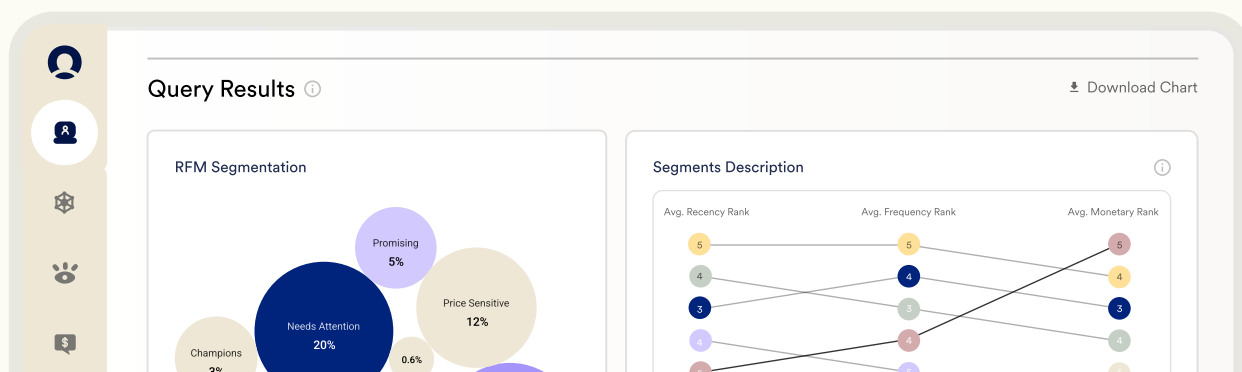 Query Results
Download Chart
RFM Segmentation
Promising
5%
Price Sensitive
12%
Needs Attention
20%
Champions
3%
0.6%
Segments Description
Avg. Recency Rank
Avg. Frequency Rank
Avg. Monetary Rank
5
5
5
4
4
4
3
3
3
4
4
4